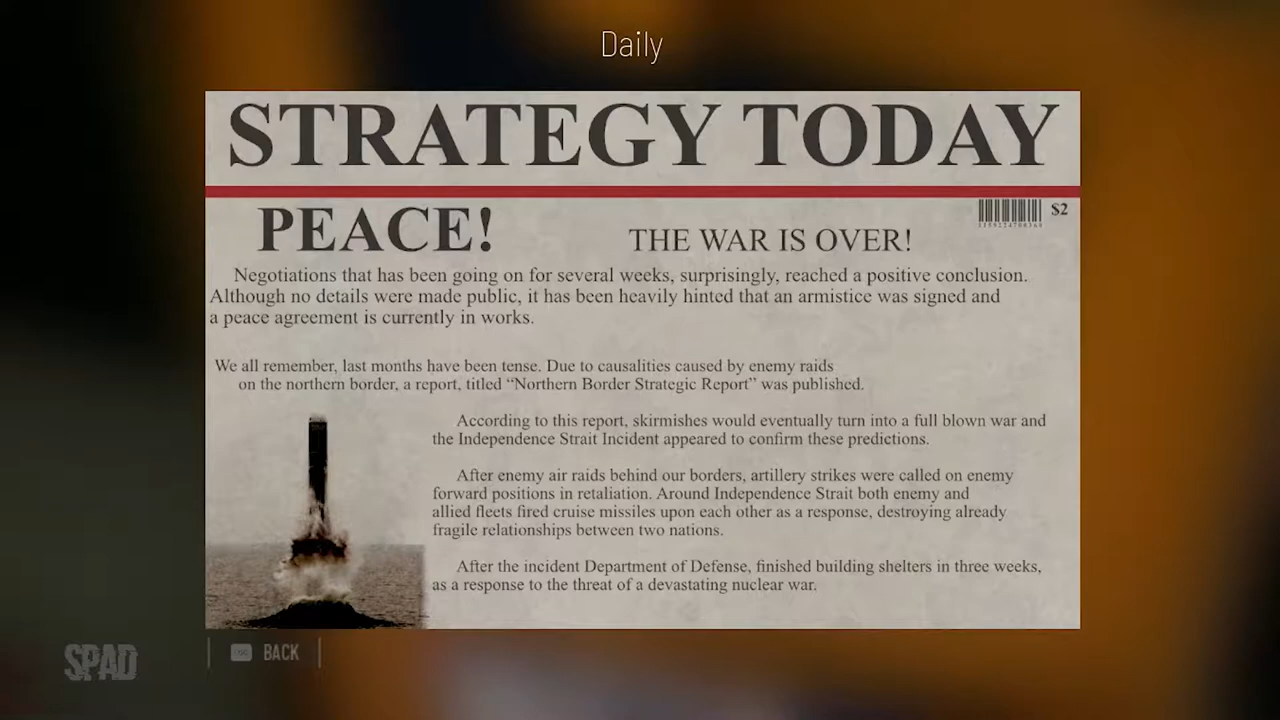 Daily
STRATEGY TODAY
$2
PEACE!
THE WAR IS OVER!
Negotiations that has been going on for several weeks, surprisingly, reached a positive conclusion.
Although no details were made public, it has been heavily hinted that an armistice was signed and
a peace agreement is currently in works.
We all remember, last months have been tense. Due to causalities caused by enemy raids
on the northern border, a report, titled “Northern Border Strategic Report” was published.
According to this report, skirmishes would eventually turn into a full blown war and
the Independence Strait Incident appeared to confirm these predictions.
After enemy air raids behind our borders, artillery strikes were called on enemy
forward positions in retaliation. Around Independence Strait both enemy and
allied fleets fired cruise missiles upon each other as a response, destroying already
fragile relationships between two nations.
After the incident Department of Defense, finished building shelters in three weeks,
as a response to the threat of a devastating nuclear war.
SPAD
BACK